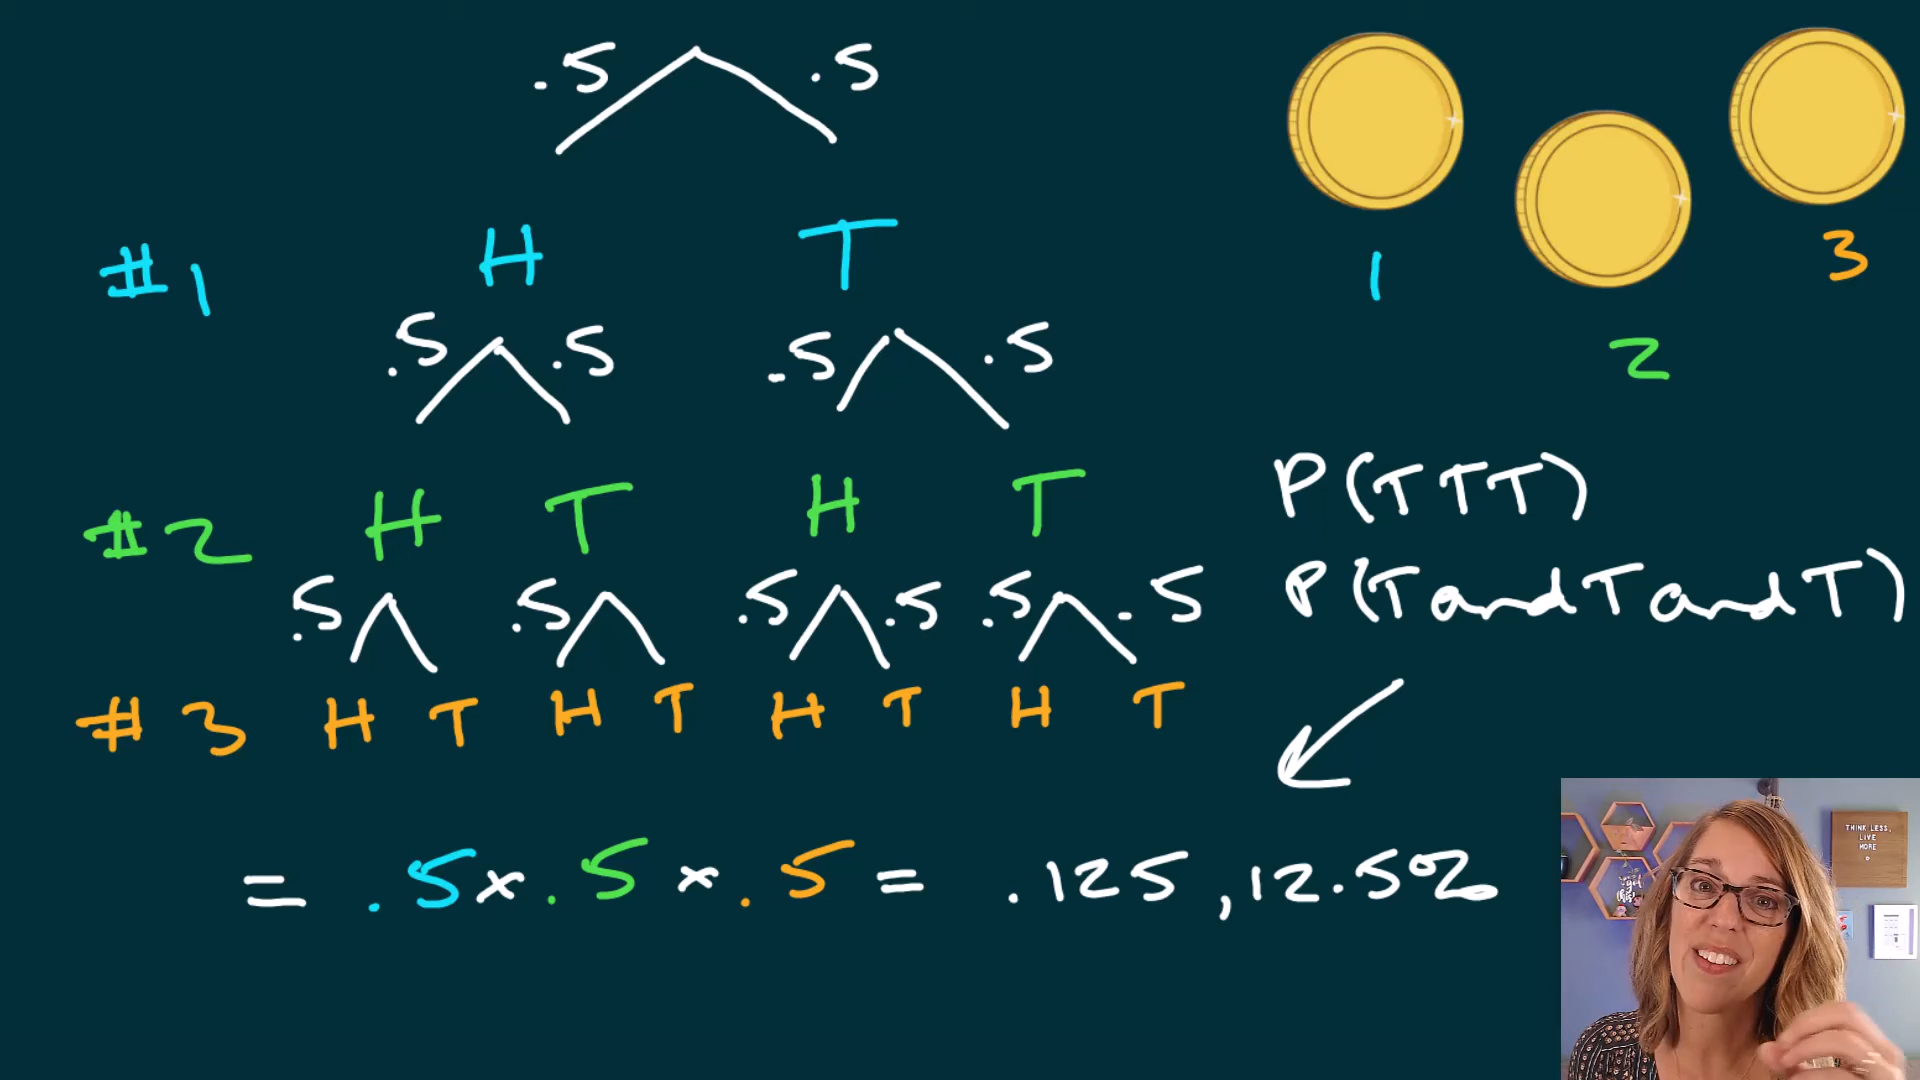 .5 .5
#1 H T
1
2
3
.5 .5 .5 .5
#2 H T H T
.5 .5 .5 .5 .5 .5 .5 .5
#3 H T H T H T H T
P(TTT)
P(T and T and T)
= .5 x .5 x .5 = .125, 12.5%
THINK LESS,
LIVE
MORE